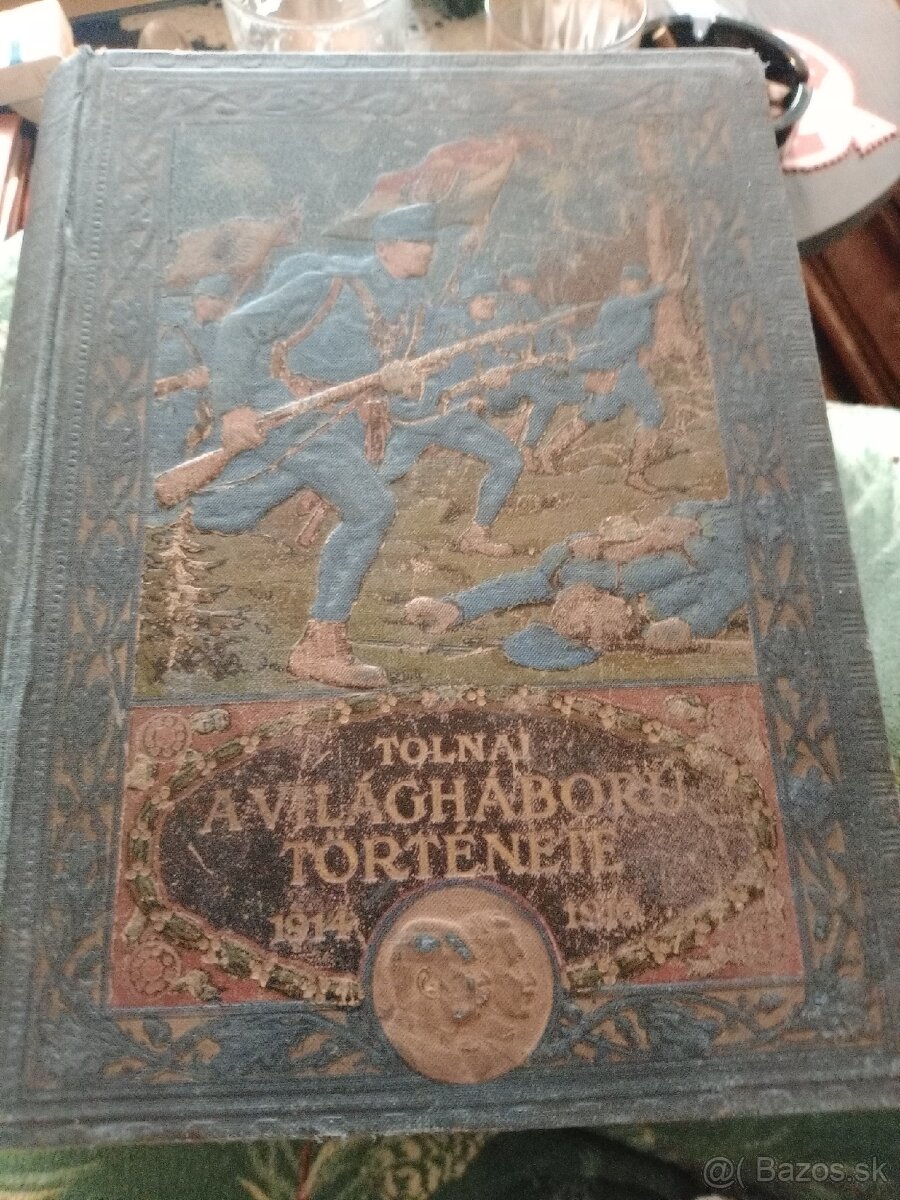 TOLNAI
A VILÁGHÁBORÚ
TÖRTÉNETE
1914
@( Bazos.sk